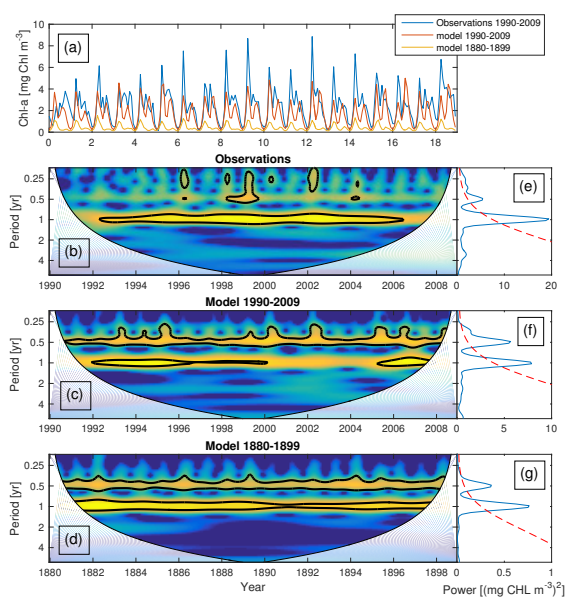 Observations 1990-2009
model 1990-2009
model 1880-1899
(a)
Chl-a [mg Chl m-3]
10
8
6
4
2
0
0 2 4 6 8 10 12 14 16 18
Observations
(b)
Period [yr]
0.25
0.5
1
2
4
1990 1992 1994 1996 1998 2000 2002 2004 2006 2008
(e)
0 10 20
Model 1990-2009
(c)
Period [yr]
0.25
0.5
1
2
4
1990 1992 1994 1996 1998 2000 2002 2004 2006 2008
(f)
0 5 10
Model 1880-1899
(d)
Period [yr]
0.25
0.5
1
2
4
1880 1882 1884 1886 1888 1890 1892 1894 1896 1898
Year
(g)
0 0.5 1
Power [(mg CHL m-3)2]